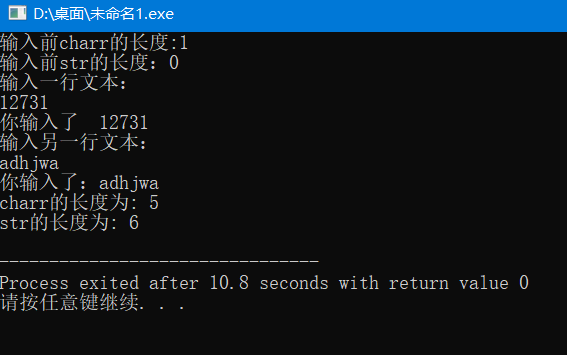 D:\桌面\未命名1.exe
输入前charr的长度:1
输入前str的长度：0
输入一行文本：
12731
你输入了  12731
输入另一行文本：
adhjwa
你输入了：adhjwa
charr的长度为: 5
str的长度为: 6
--------------------------------
Process exited after 10.8 seconds with return value 0
请按任意键继续. . .